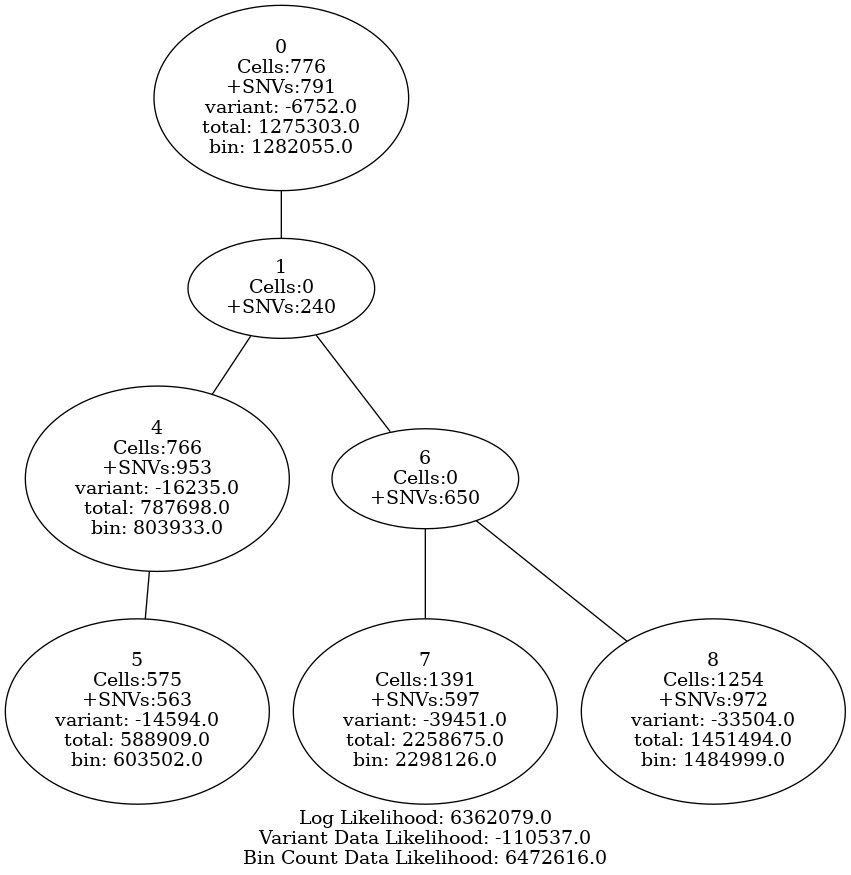 0
Cells:776
+SNVs:791
variant: -6752.0
total: 1275303.0
bin: 1282055.0
1
Cells:0
+SNVs:240
4
Cells:766
+SNVs:953
variant: -16235.0
total: 787698.0
bin: 803933.0
6
Cells:0
+SNVs:650
5
Cells:575
+SNVs:563
variant: -14594.0
total: 588909.0
bin: 603502.0
7
Cells:1391
+SNVs:597
variant: -39451.0
total: 2258675.0
bin: 2298126.0
8
Cells:1254
+SNVs:972
variant: -33504.0
total: 1451494.0
bin: 1484999.0
Log Likelihood: 6362079.0
Variant Data Likelihood: -110537.0
Bin Count Data Likelihood: 6472616.0